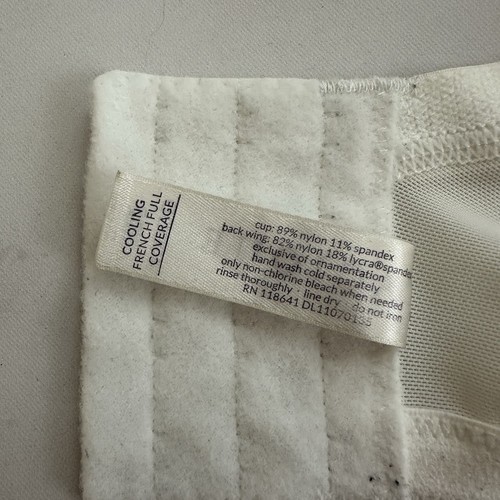 COOLING
FRENCH FULL
COVERAGE
cup: 89% nylon 11% spandex
back wing: 82% nylon 18% lycra®spandex
exclusive of ornamentation
hand wash cold separately
only non-chlorine bleach when needed
rinse thoroughly · line dry do not iron
RN 118641